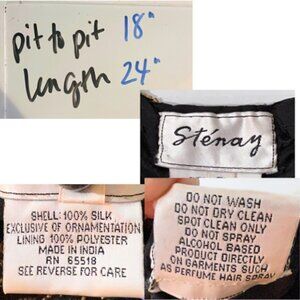 pit to pit 18"
length 24"
Sténay
SHELL: 100% SILK
EXCLUSIVE OF ORNAMENTATION
LINING 100% POLYESTER
MADE IN INDIA
RN 65518
SEE REVERSE FOR CARE
DO NOT WASH
DO NOT DRY CLEAN
SPOT CLEAN ONLY
DO NOT SPRAY
ALCOHOL BASED
PRODUCT DIRECTLY
ON GARMENTS SUCH
AS PERFUME HAIR SPRAY